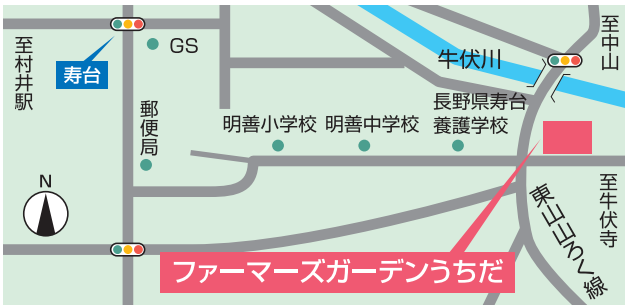 至村井駅
寿台
GS
郵便局
N
明善小学校
明善中学校
牛伏川
長野県寿台
養護学校
至中山
至牛伏寺
東山山ろく線
ファーマーズガーデンうちだ